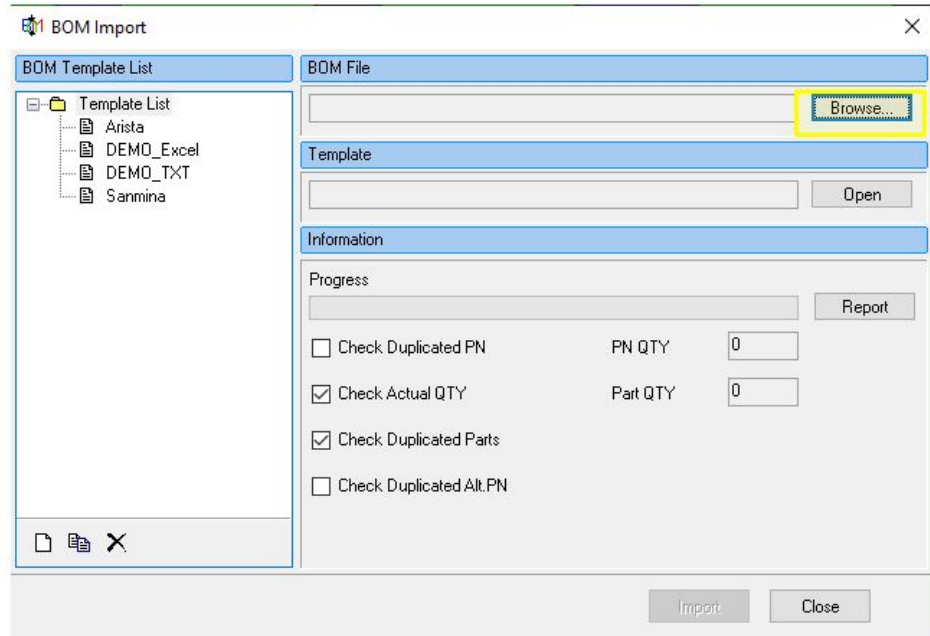 BOM Import
BOM Template List
Template List
Arista
DEMO_Excel
DEMO_TXT
Sanmina
BOM File
Browse...
Template
Open
Information
Progress
Report
Check Duplicated PN PN QTY 0
Check Actual QTY Part QTY 0
Check Duplicated Parts
Check Duplicated Alt.PN
Import Close